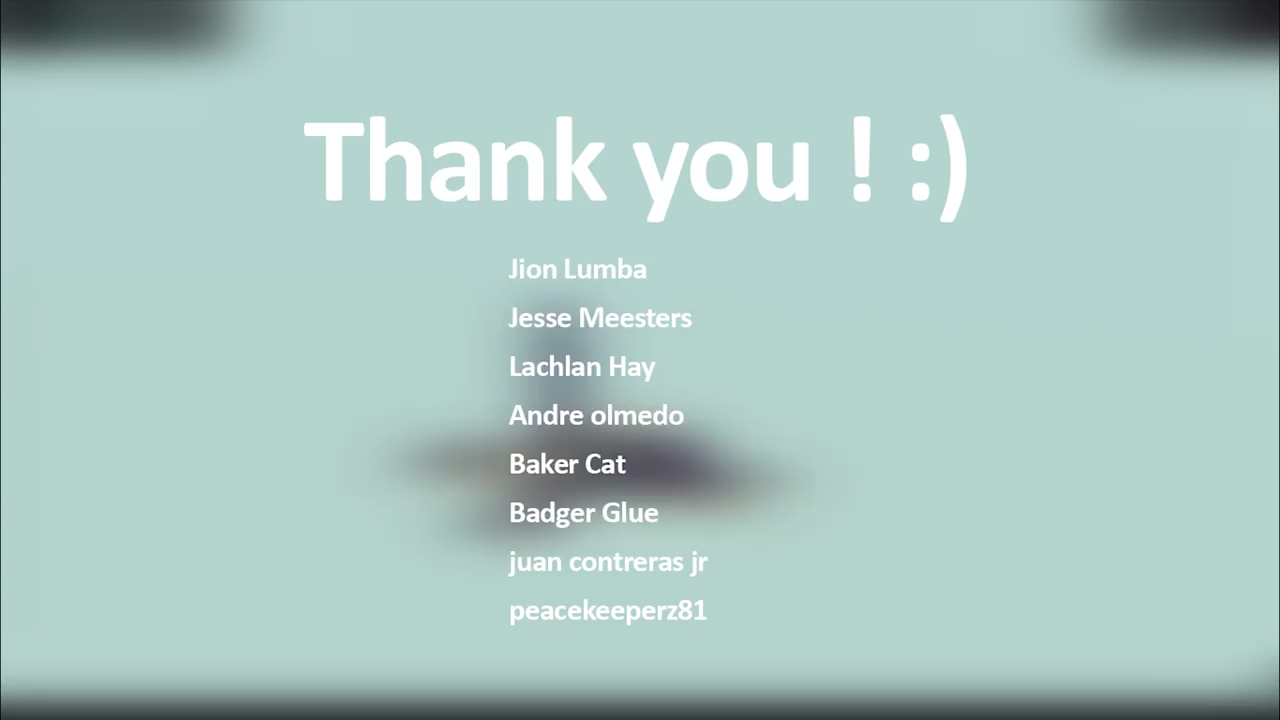 Thank you ! :)
Jion Lumba
Jesse Meesters
Lachlan Hay
Andre olmedo
Baker Cat
Badger Glue
juan contreras jr
peacekeeperz81